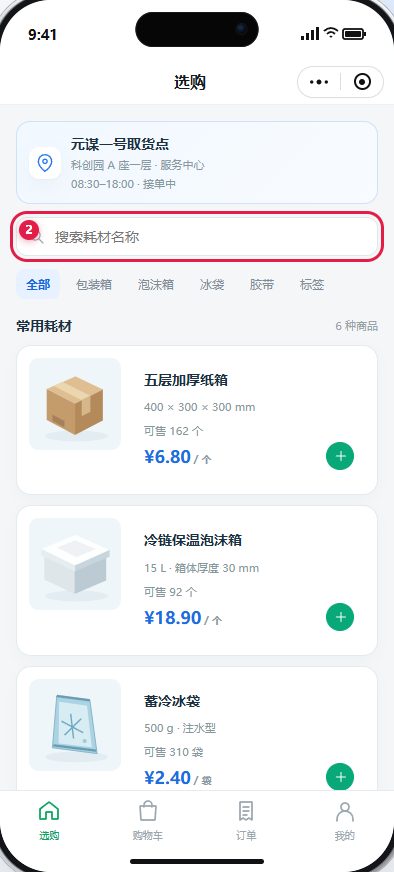 9:41
选购
元谋一号取货点
科创园 A 座一层 · 服务中心
08:30–18:00 · 接单中
2
搜索耗材名称
全部 包装箱 泡沫箱 冰袋 胶带 标签
常用耗材 6 种商品
五层加厚纸箱
400 × 300 × 300 mm
可售 162 个
¥6.80 / 个
冷链保温泡沫箱
15 L · 箱体厚度 30 mm
可售 92 个
¥18.90 / 个
蓄冷冰袋
500 g · 注水型
可售 310 袋
¥2.40 / 袋
选购 购物车 订单 我的